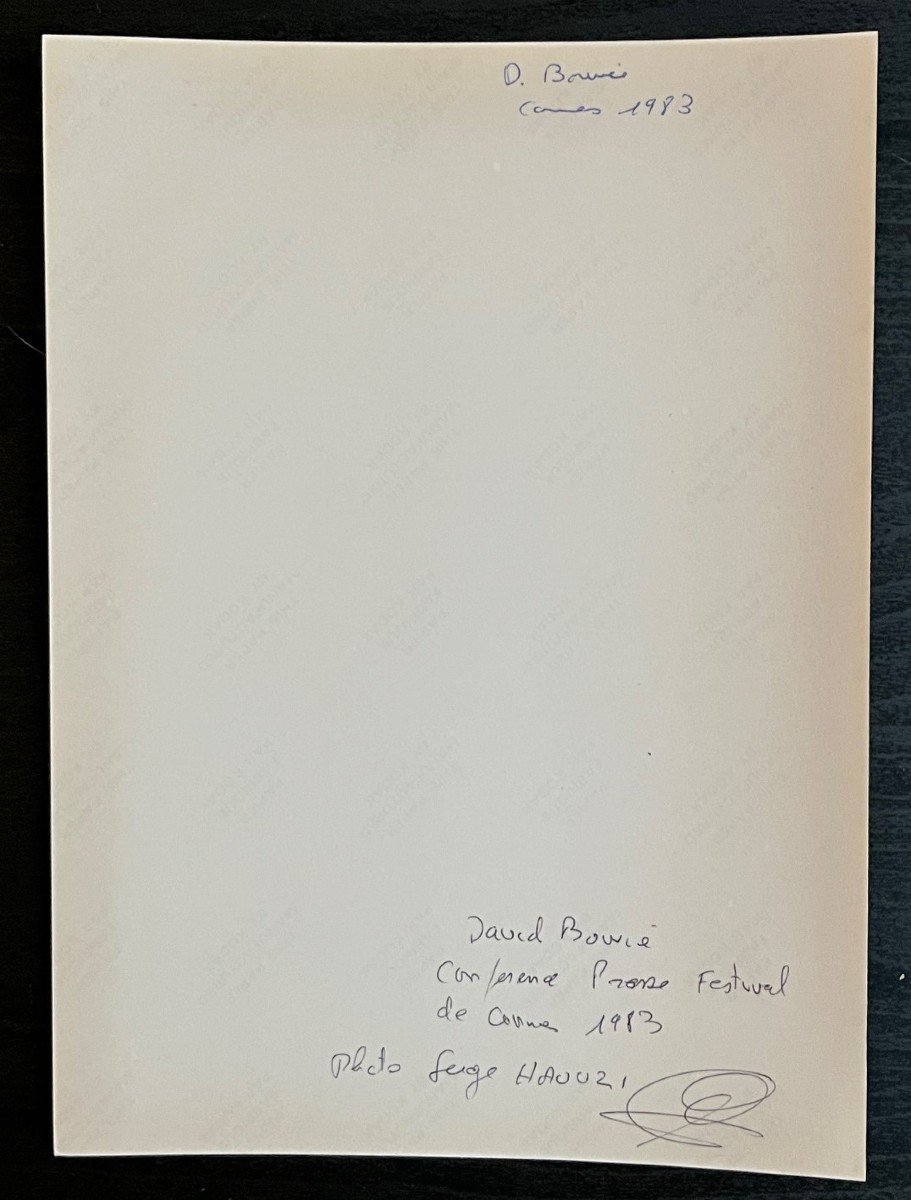 D. Bowie
Cannes 1983
David Bowie
Conférence Presse Festival
de Cannes 1983
Photo Serge HAOUZI